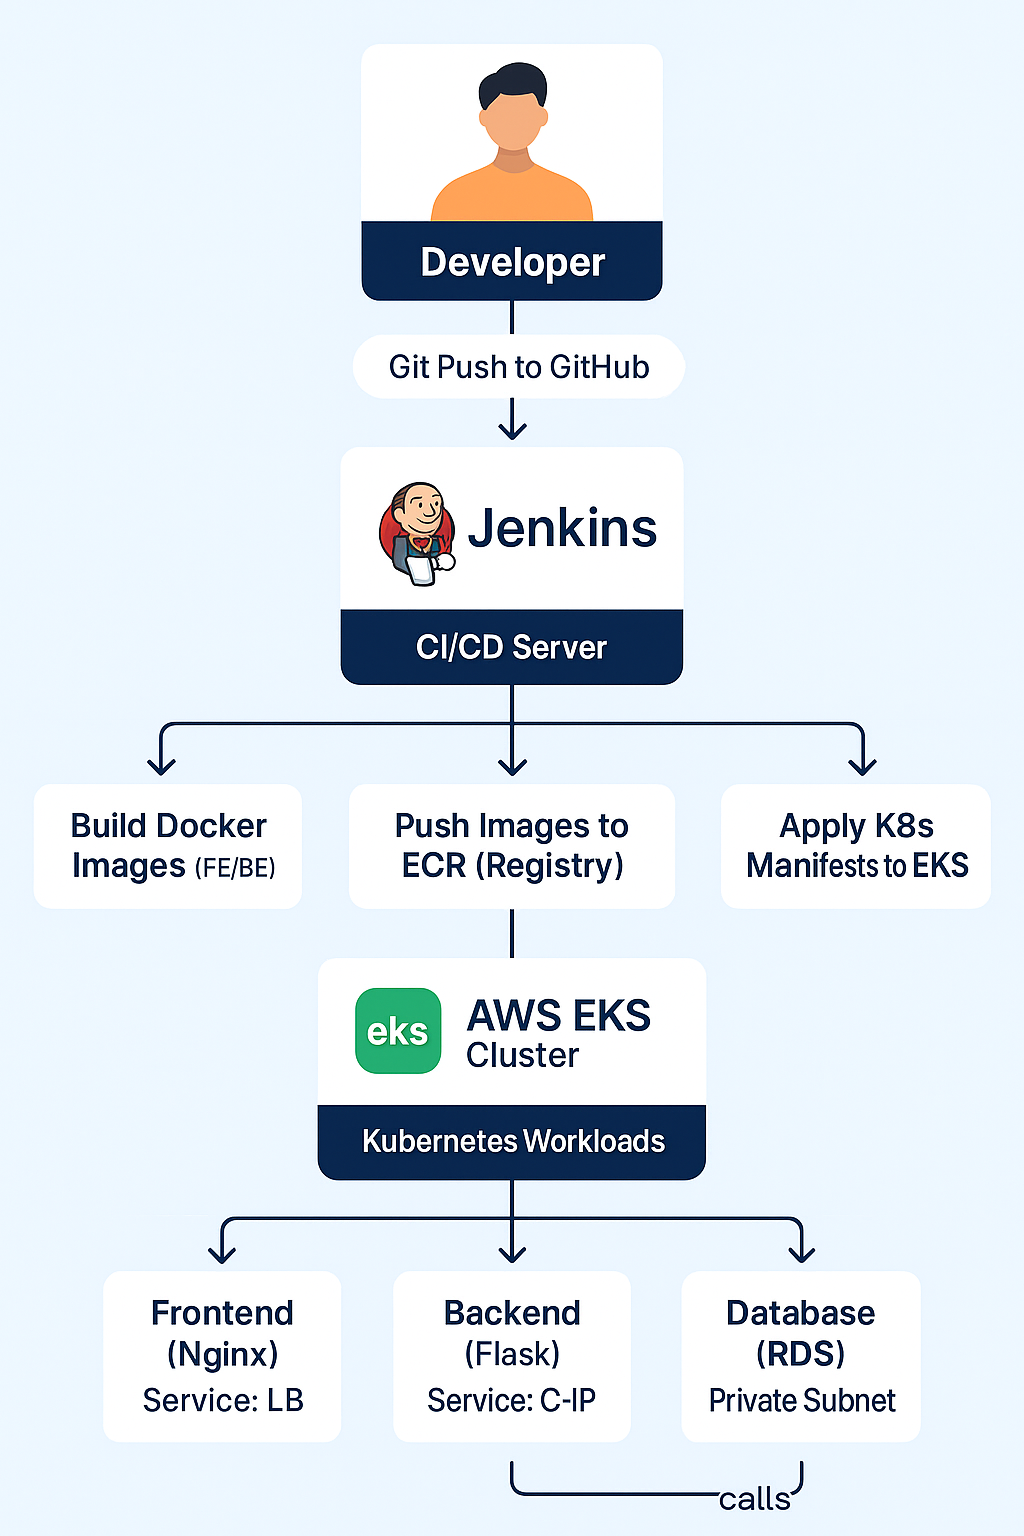 Developer
Git Push to GitHub
Jenkins
CI/CD Server
Build Docker
Images (FE/BE)
Push Images to
ECR (Registry)
Apply K8s
Manifests to EKS
eks
AWS EKS
Cluster
Kubernetes Workloads
Frontend
(Nginx)
Service: LB
Backend
(Flask)
Service: C-IP
Database
(RDS)
Private Subnet
calls